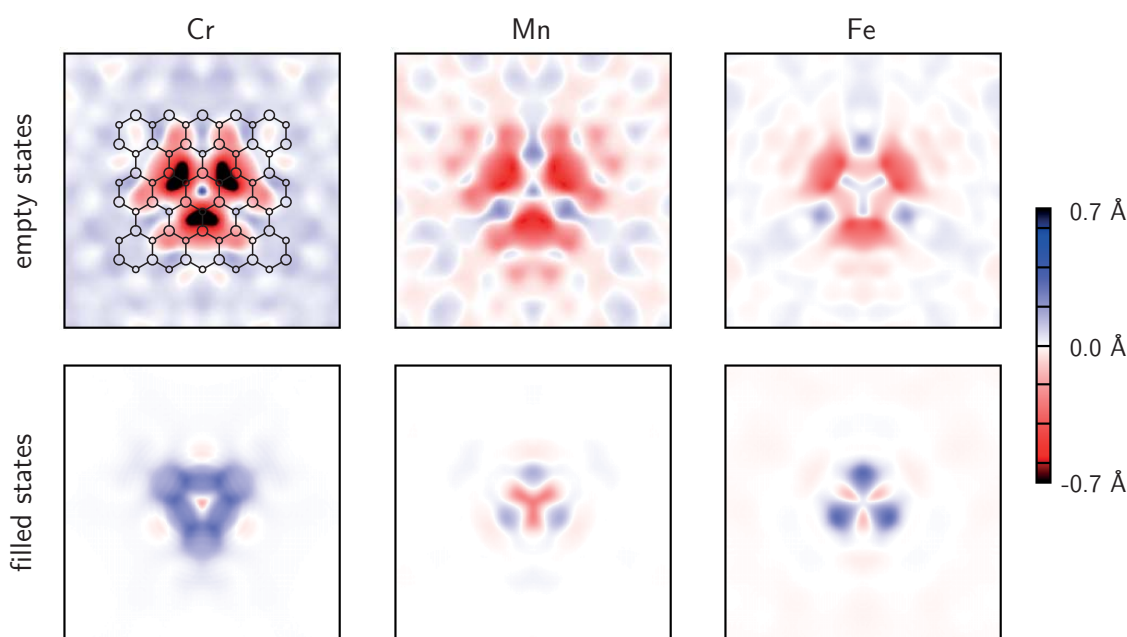 Cr Mn Fe
empty states
0.7 Å
0.0 Å
-0.7 Å
filled states